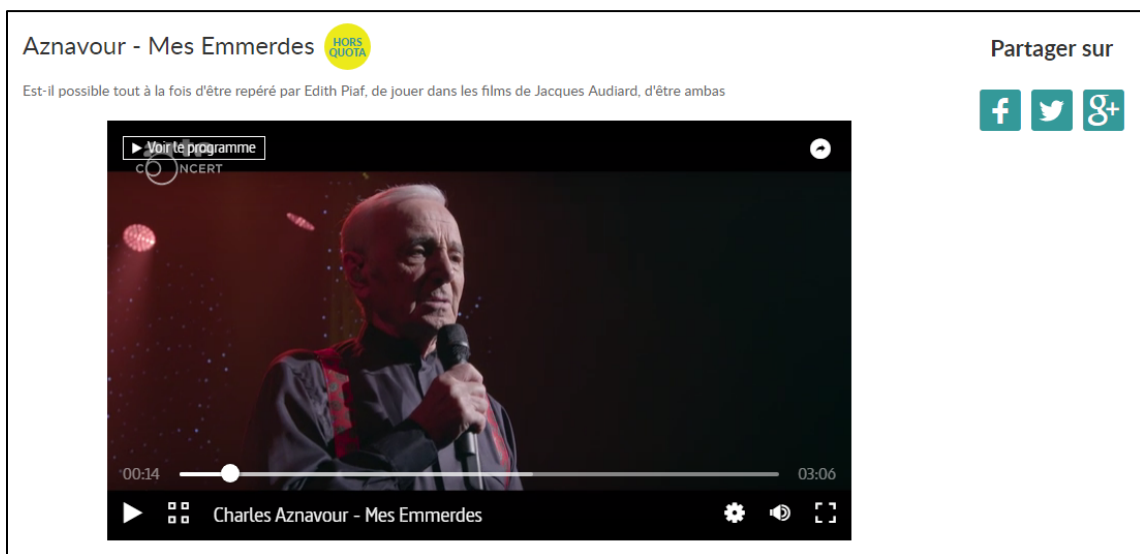 Aznavour - Mes Emmerdes
HORS
QUOTA
Partager sur
Est-il possible tout à la fois d'être repéré par Edith Piaf, de jouer dans les films de Jacques Audiard, d'être ambas
f g+
Voir le programme
CONCERT
00:14 03:06
Charles Aznavour - Mes Emmerdes